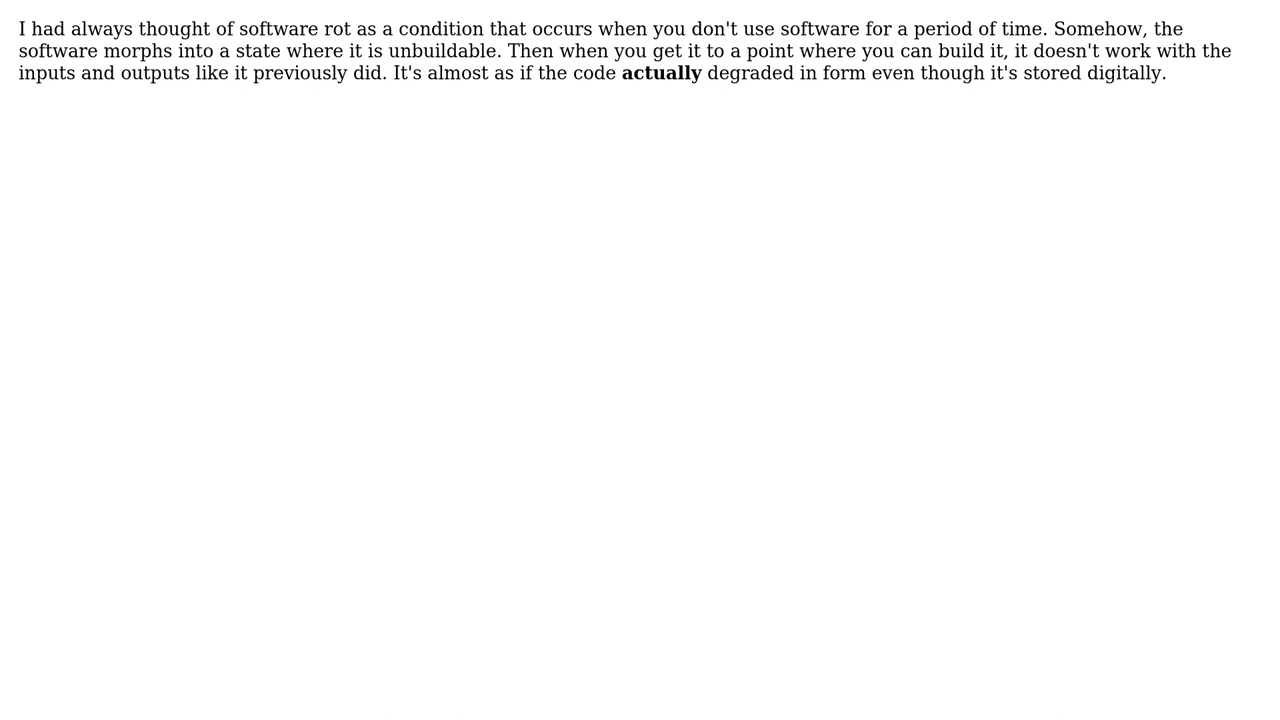 I had always thought of software rot as a condition that occurs when you don't use software for a period of time. Somehow, the
software morphs into a state where it is unbuildable. Then when you get it to a point where you can build it, it doesn't work with the
inputs and outputs like it previously did. It's almost as if the code actually degraded in form even though it's stored digitally.